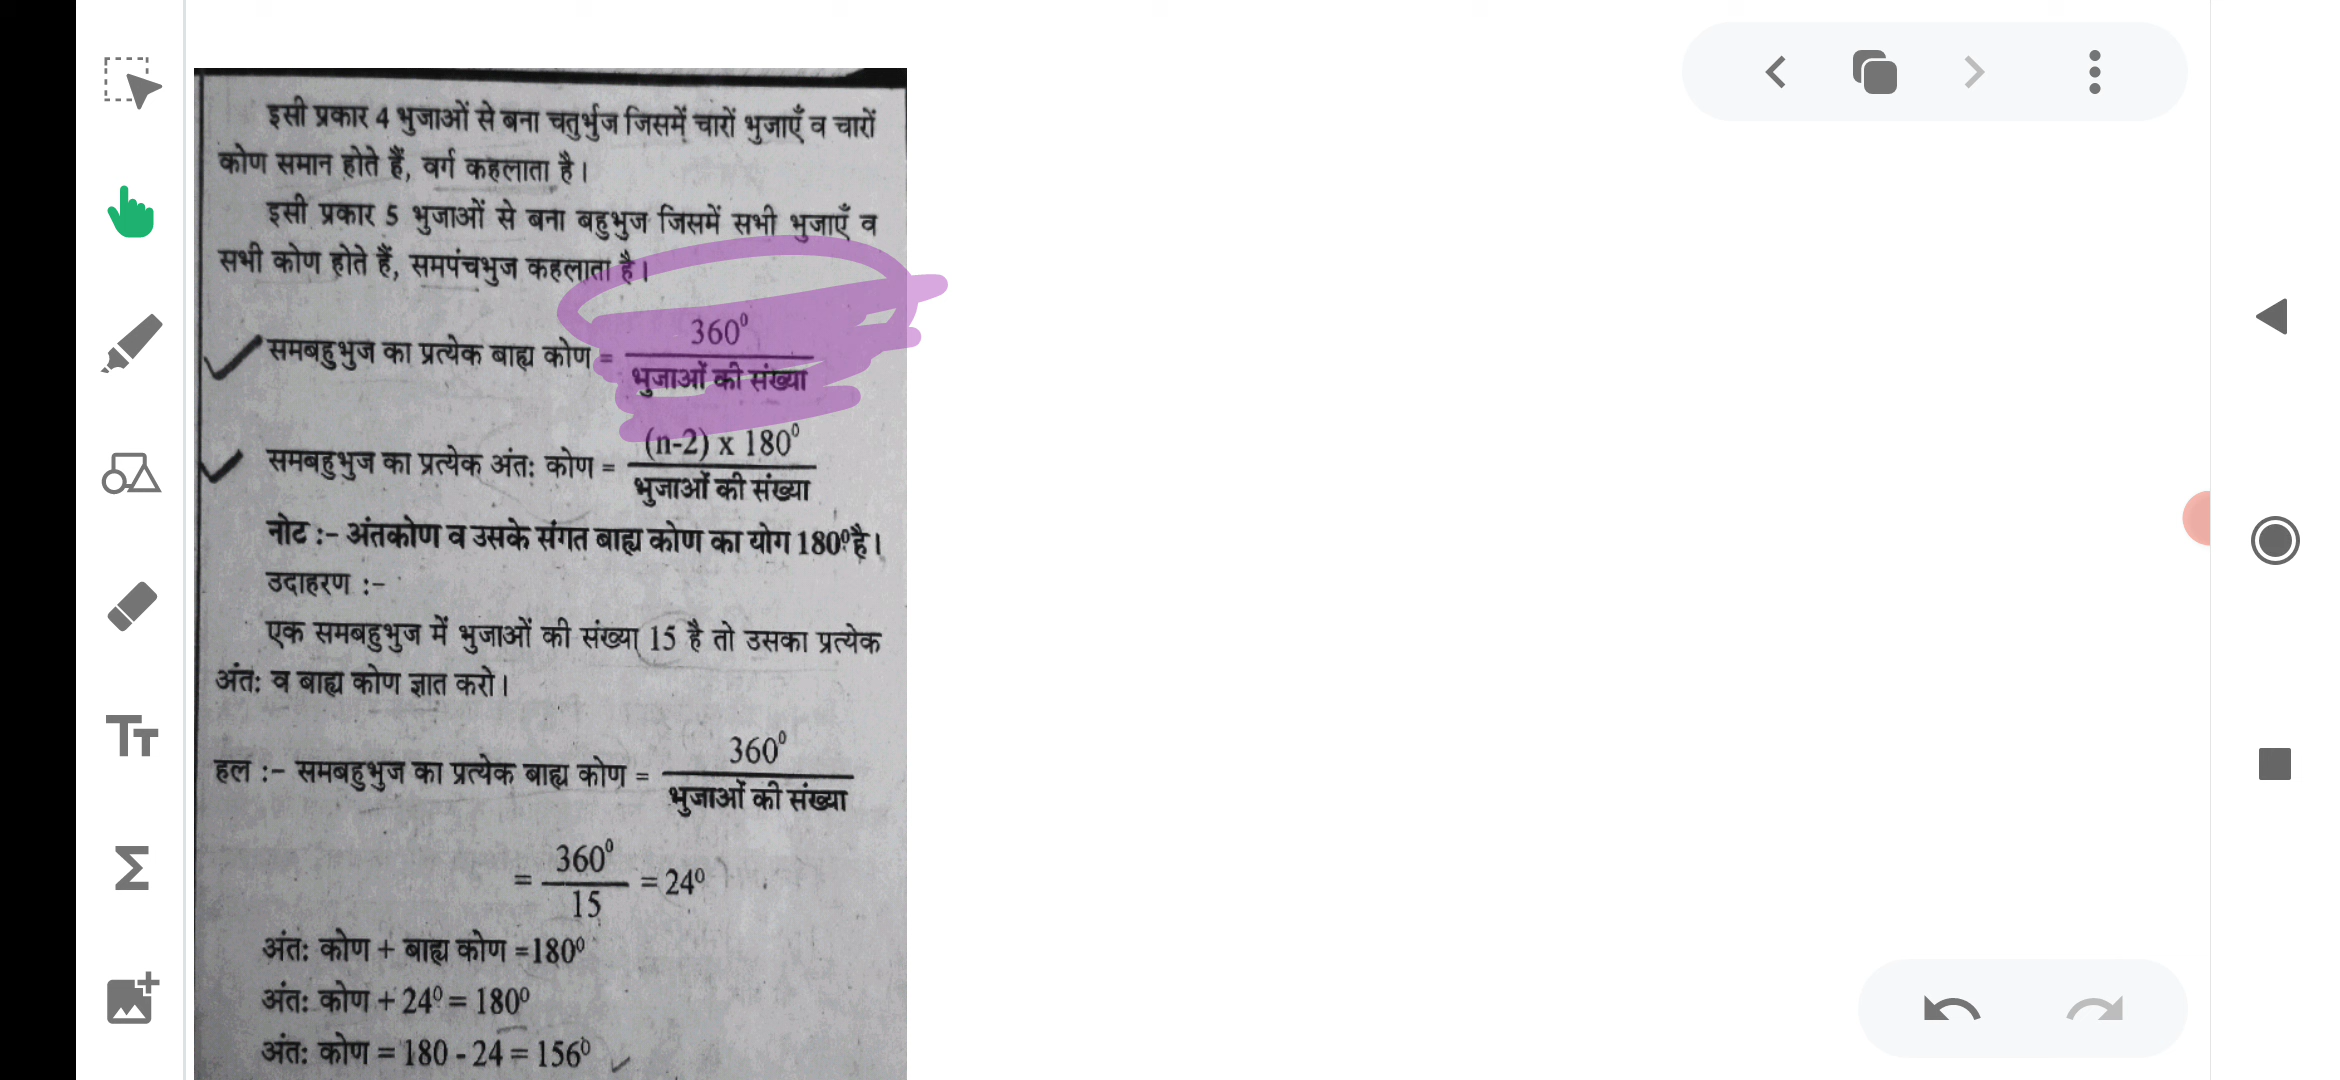 इसी प्रकार 4 भुजाओं से बना चतुर्भुज जिसमें चारों भुजाएँ व चारों
कोण समान होते हैं, वर्ग कहलाता है।
इसी प्रकार 5 भुजाओं से बना बहुभुज जिसमें सभी भुजाएँ व
सभी कोण होते हैं, समपंचभुज कहलाता है।
समबहुभुज का प्रत्येक बाह्य कोण = 360⁰ / भुजाओं की संख्या
समबहुभुज का प्रत्येक अंत: कोण = (n-2) x 180⁰ / भुजाओं की संख्या
नोट :- अंतकोण व उसके संगत बाह्य कोण का योग 180⁰ है।
उदाहरण :-
एक समबहुभुज में भुजाओं की संख्या 15 है तो उसका प्रत्येक
अंत: व बाह्य कोण ज्ञात करो।
हल :- समबहुभुज का प्रत्येक बाह्य कोण = 360⁰ / भुजाओं की संख्या
= 360⁰ / 15 = 24⁰
अंत: कोण + बाह्य कोण =180⁰
अंत: कोण + 24⁰ = 180⁰
अंत: कोण = 180 - 24 = 156⁰